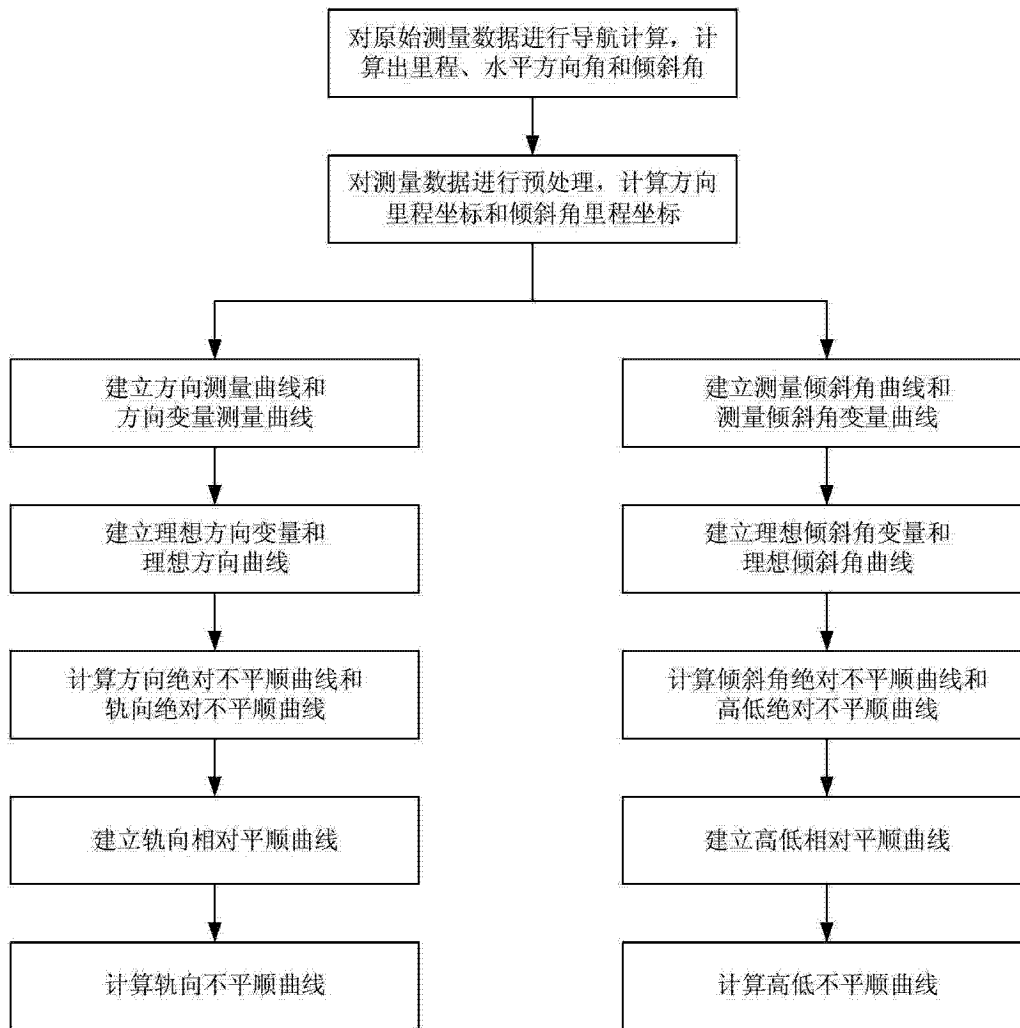 对原始测量数据进行导航计算，计
算出里程、水平方向角和倾斜角
对测量数据进行预处理，计算方向
里程坐标和倾斜角里程坐标
建立方向测量曲线和
方向变量测量曲线
建立理想方向变量和
理想方向曲线
计算方向绝对不平顺曲线和
轨向绝对不平顺曲线
建立轨向相对平顺曲线
计算轨向不平顺曲线
建立测量倾斜角曲线和
测量倾斜角变量曲线
建立理想倾斜角变量和
理想倾斜角曲线
计算倾斜角绝对不平顺曲线和
高低绝对不平顺曲线
建立高低相对平顺曲线
计算高低不平顺曲线